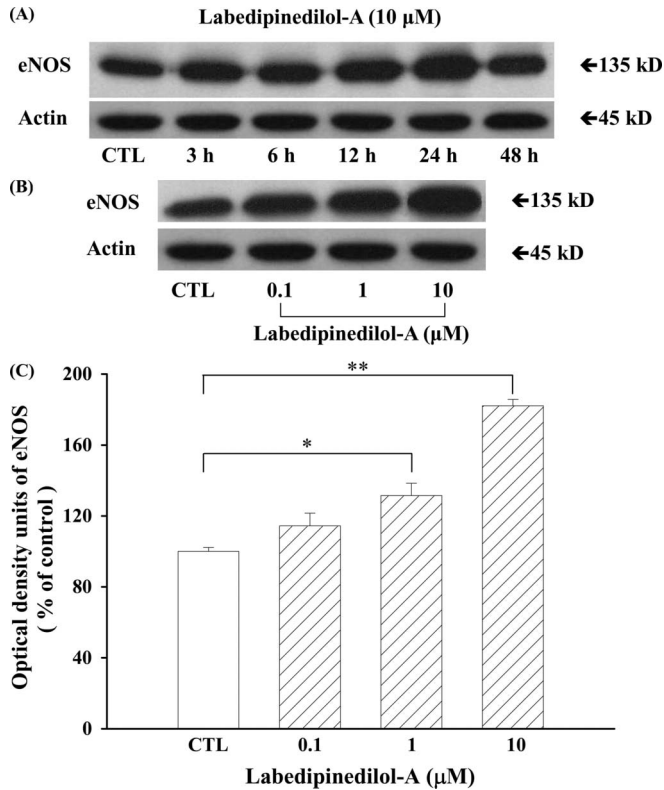 (A) Labedipinedilol-A (10 μM)
eNOS ←135 kD
Actin ←45 kD
CTL 3 h 6 h 12 h 24 h 48 h
(B)
eNOS ←135 kD
Actin ←45 kD
CTL 0.1 1 10
Labedipinedilol-A (μM)
(C)
Optical density units of eNOS
( % of control )
200
160
120
80
40
0
**
*
CTL 0.1 1 10
Labedipinedilol-A (μM)